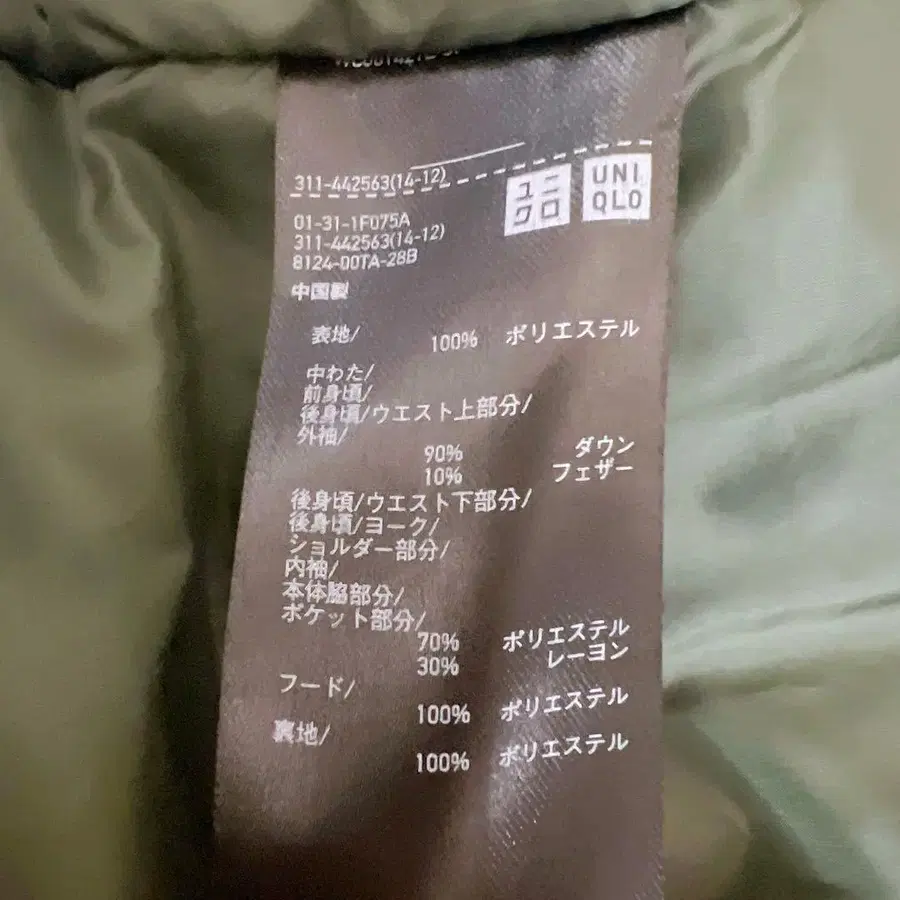 311-442563(14-12)
ユニ
クロ
UNI
QLO
01-31-1F075A
311-442563(14-12)
8124-00TA-28B
中国製
表地/ 100% ポリエステル
中わた/
前身頃/
後身頃/ウエスト上部分/
外袖/
90% ダウン
10% フェザー
後身頃/ウエスト下部分/
後身頃/ヨーク/
ショルダー部分/
内袖/
本体脇部分/
ポケット部分/
70% ポリエステル
30% レーヨン
フード/
100% ポリエステル
裏地/
100% ポリエステル